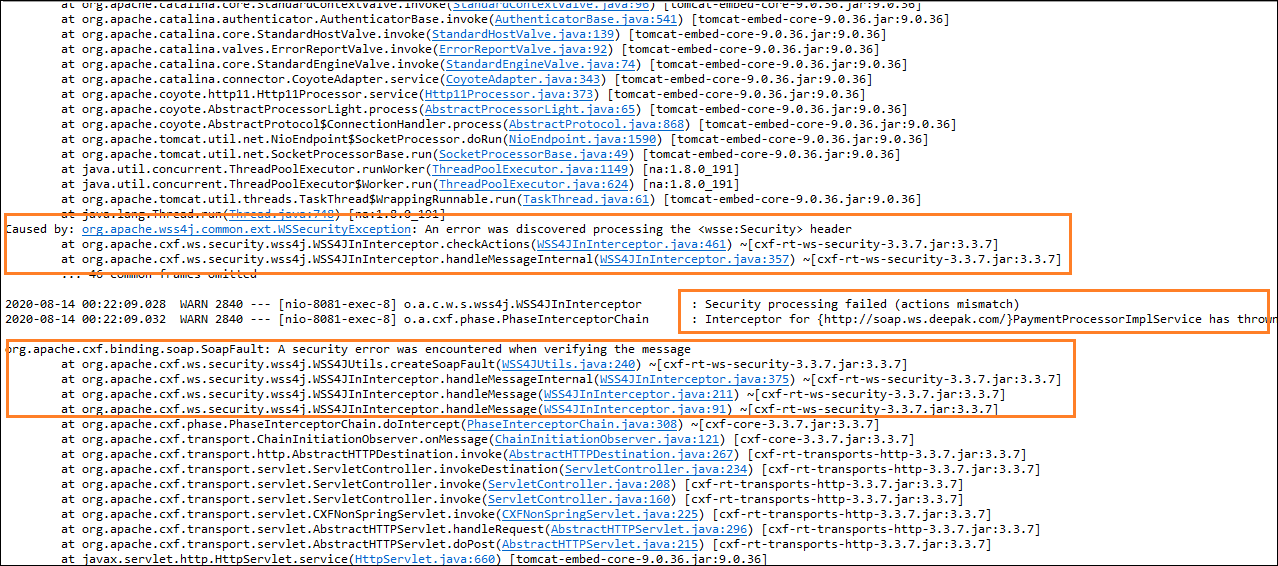 at org.apache.catalina.core.StandardContextValve.invoke(StandardContextValve.java:96) [tomcat-embed-core-9.0.36.jar:9.0.36]
at org.apache.catalina.authenticator.AuthenticatorBase.invoke(AuthenticatorBase.java:541) [tomcat-embed-core-9.0.36.jar:9.0.36]
at org.apache.catalina.core.StandardHostValve.invoke(StandardHostValve.java:139) [tomcat-embed-core-9.0.36.jar:9.0.36]
at org.apache.catalina.valves.ErrorReportValve.invoke(ErrorReportValve.java:92) [tomcat-embed-core-9.0.36.jar:9.0.36]
at org.apache.catalina.core.StandardEngineValve.invoke(StandardEngineValve.java:74) [tomcat-embed-core-9.0.36.jar:9.0.36]
at org.apache.catalina.connector.CoyoteAdapter.service(CoyoteAdapter.java:343) [tomcat-embed-core-9.0.36.jar:9.0.36]
at org.apache.coyote.http11.Http11Processor.service(Http11Processor.java:373) [tomcat-embed-core-9.0.36.jar:9.0.36]
at org.apache.coyote.AbstractProcessorLight.process(AbstractProcessorLight.java:65) [tomcat-embed-core-9.0.36.jar:9.0.36]
at org.apache.coyote.AbstractProtocol$ConnectionHandler.process(AbstractProtocol.java:868) [tomcat-embed-core-9.0.36.jar:9.0.36]
at org.apache.tomcat.util.net.NioEndpoint$SocketProcessor.doRun(NioEndpoint.java:1590) [tomcat-embed-core-9.0.36.jar:9.0.36]
at org.apache.tomcat.util.net.SocketProcessorBase.run(SocketProcessorBase.java:49) [tomcat-embed-core-9.0.36.jar:9.0.36]
at java.util.concurrent.ThreadPoolExecutor.runWorker(ThreadPoolExecutor.java:1149) [na:1.8.0_191]
at java.util.concurrent.ThreadPoolExecutor$Worker.run(ThreadPoolExecutor.java:624) [na:1.8.0_191]
at org.apache.tomcat.util.threads.TaskThread$WrappingRunnable.run(TaskThread.java:61) [tomcat-embed-core-9.0.36.jar:9.0.36]
at java.lang.Thread.run(Thread.java:748) [na:1.8.0_191]
Caused by: org.apache.wss4j.common.ext.WSSecurityException: An error was discovered processing the <wsse:Security> header
at org.apache.cxf.ws.security.wss4j.WSS4JInInterceptor.checkActions(WSS4JInInterceptor.java:461) ~[cxf-rt-ws-security-3.3.7.jar:3.3.7]
at org.apache.cxf.ws.security.wss4j.WSS4JInInterceptor.handleMessageInternal(WSS4JInInterceptor.java:357) ~[cxf-rt-ws-security-3.3.7.jar:3.3.7]
... 46 common frames omitted
2020-08-14 00:22:09.028  WARN 2840 --- [nio-8081-exec-8] o.a.c.w.s.wss4j.WSS4JInInterceptor       : Security processing failed (actions mismatch)
2020-08-14 00:22:09.032  WARN 2840 --- [nio-8081-exec-8] o.a.cxf.phase.PhaseInterceptorChain      : Interceptor for {http://soap.ws.deepak.com/}PaymentProcessorImplService has thrown
org.apache.cxf.binding.soap.SoapFault: A security error was encountered when verifying the message
at org.apache.cxf.ws.security.wss4j.WSS4JUtils.createSoapFault(WSS4JUtils.java:240) ~[cxf-rt-ws-security-3.3.7.jar:3.3.7]
at org.apache.cxf.ws.security.wss4j.WSS4JInInterceptor.handleMessageInternal(WSS4JInInterceptor.java:375) ~[cxf-rt-ws-security-3.3.7.jar:3.3.7]
at org.apache.cxf.ws.security.wss4j.WSS4JInInterceptor.handleMessage(WSS4JInInterceptor.java:211) ~[cxf-rt-ws-security-3.3.7.jar:3.3.7]
at org.apache.cxf.ws.security.wss4j.WSS4JInInterceptor.handleMessage(WSS4JInInterceptor.java:91) ~[cxf-rt-ws-security-3.3.7.jar:3.3.7]
at org.apache.cxf.phase.PhaseInterceptorChain.doIntercept(PhaseInterceptorChain.java:308) ~[cxf-core-3.3.7.jar:3.3.7]
at org.apache.cxf.transport.ChainInitiationObserver.onMessage(ChainInitiationObserver.java:121) [cxf-core-3.3.7.jar:3.3.7]
at org.apache.cxf.transport.http.AbstractHTTPDestination.invoke(AbstractHTTPDestination.java:267) [cxf-rt-transports-http-3.3.7.jar:3.3.7]
at org.apache.cxf.transport.servlet.ServletController.invokeDestination(ServletController.java:234) [cxf-rt-transports-http-3.3.7.jar:3.3.7]
at org.apache.cxf.transport.servlet.ServletController.invoke(ServletController.java:208) [cxf-rt-transports-http-3.3.7.jar:3.3.7]
at org.apache.cxf.transport.servlet.ServletController.invoke(ServletController.java:160) [cxf-rt-transports-http-3.3.7.jar:3.3.7]
at org.apache.cxf.transport.servlet.CXFNonSpringServlet.invoke(CXFNonSpringServlet.java:225) [cxf-rt-transports-http-3.3.7.jar:3.3.7]
at org.apache.cxf.transport.servlet.AbstractHTTPServlet.handleRequest(AbstractHTTPServlet.java:296) [cxf-rt-transports-http-3.3.7.jar:3.3.7]
at org.apache.cxf.transport.servlet.AbstractHTTPServlet.doPost(AbstractHTTPServlet.java:215) [cxf-rt-transports-http-3.3.7.jar:3.3.7]
at javax.servlet.http.HttpServlet.service(HttpServlet.java:660) [tomcat-embed-core-9.0.36.jar:9.0.36]